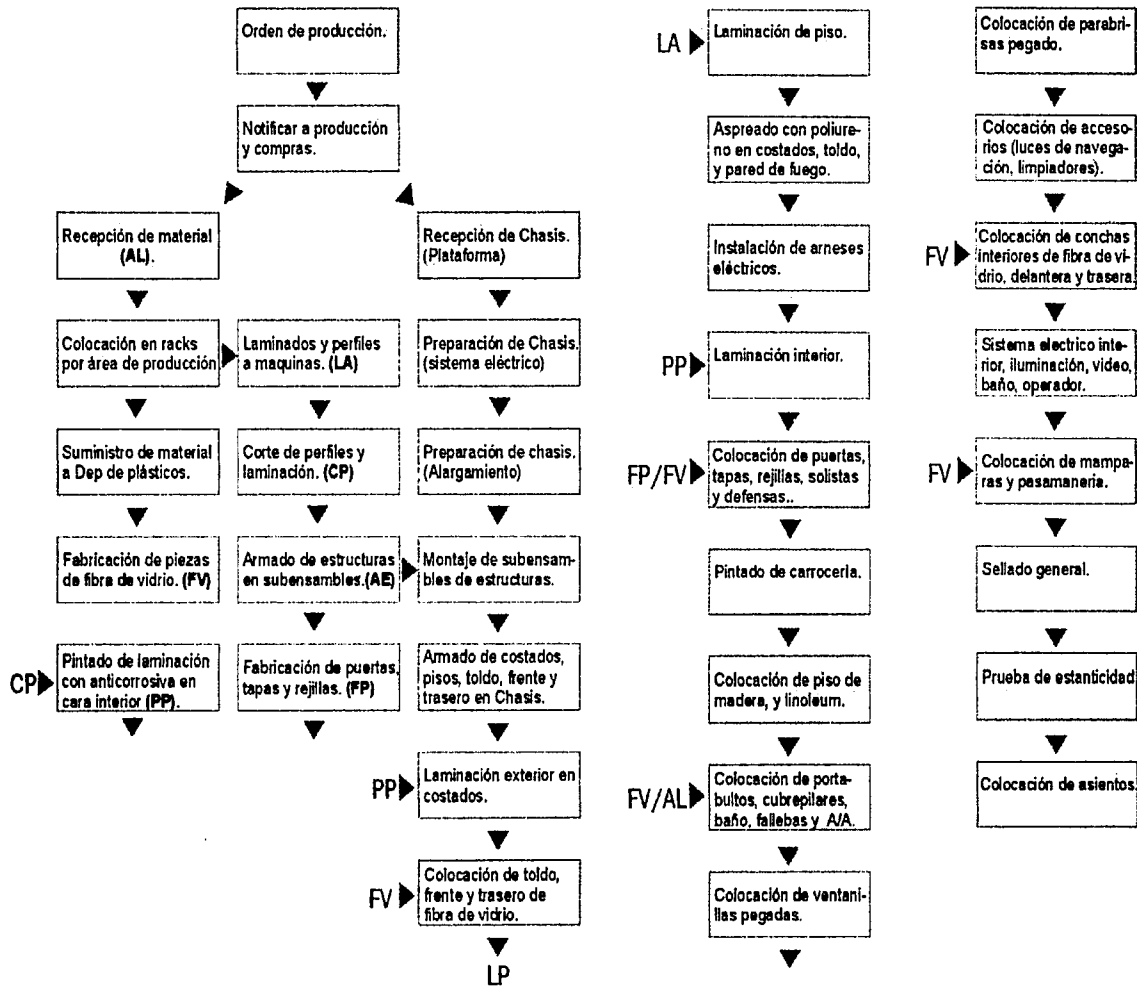 Orden de producción.
Notificar a producción
y compras.
Recepción de material
(AL).
Colocación en racks
por área de producción
Suministro de material
a Dep de plásticos.
Fabricación de piezas
de fibra de vidrio. (FV)
CP
Pintado de laminación
con anticorrosiva en
cara interior (PP).
Laminados y perfiles
a maquinas. (LA)
Corte de perfiles y
laminación. (CP)
Armado de estructuras
en subensambles.(AE)
Fabricación de puertas,
tapas y rejillas. (FP)
Recepción de Chasis.
(Plataforma)
Preparación de Chasis.
(sistema eléctrico)
Preparación de chasis.
(Alargamiento)
Montaje de subensam-
bles de estructuras.
Armado de costados,
pisos, toldo, frente y
trasero en Chasis.
PP
Laminación exterior en
costados.
FV
Colocación de toldo,
frente y trasero de
fibra de vidrio.
LP
LA
Laminación de piso.
Aspreado con poliure-
no en costados, toldo,
y pared de fuego.
Instalación de arneses
eléctricos.
PP
Laminación interior.
FP/FV
Colocación de puertas,
tapas, rejillas, solistas
y defensas..
Pintado de carrocería.
Colocación de piso de
madera, y linoleum.
FV/AL
Colocación de porta-
bultos, cubrepilares,
baño, fallebas y A/A.
Colocación de ventani-
llas pegadas.
Colocación de parabri-
sas pegado.
Colocación de acceso-
rios (luces de nave­ga-
ción, limpiadores).
FV
Colocación de conchas
interiores de fibra de vi-
drio, delantera y trasera.
Sistema electrico inte-
rior, iluminación, video,
baño, operador.
FV
Colocación de mampa-
ras y pasamaneria.
Sellado general.
Prueba de estanticidad
Colocación de asientos.